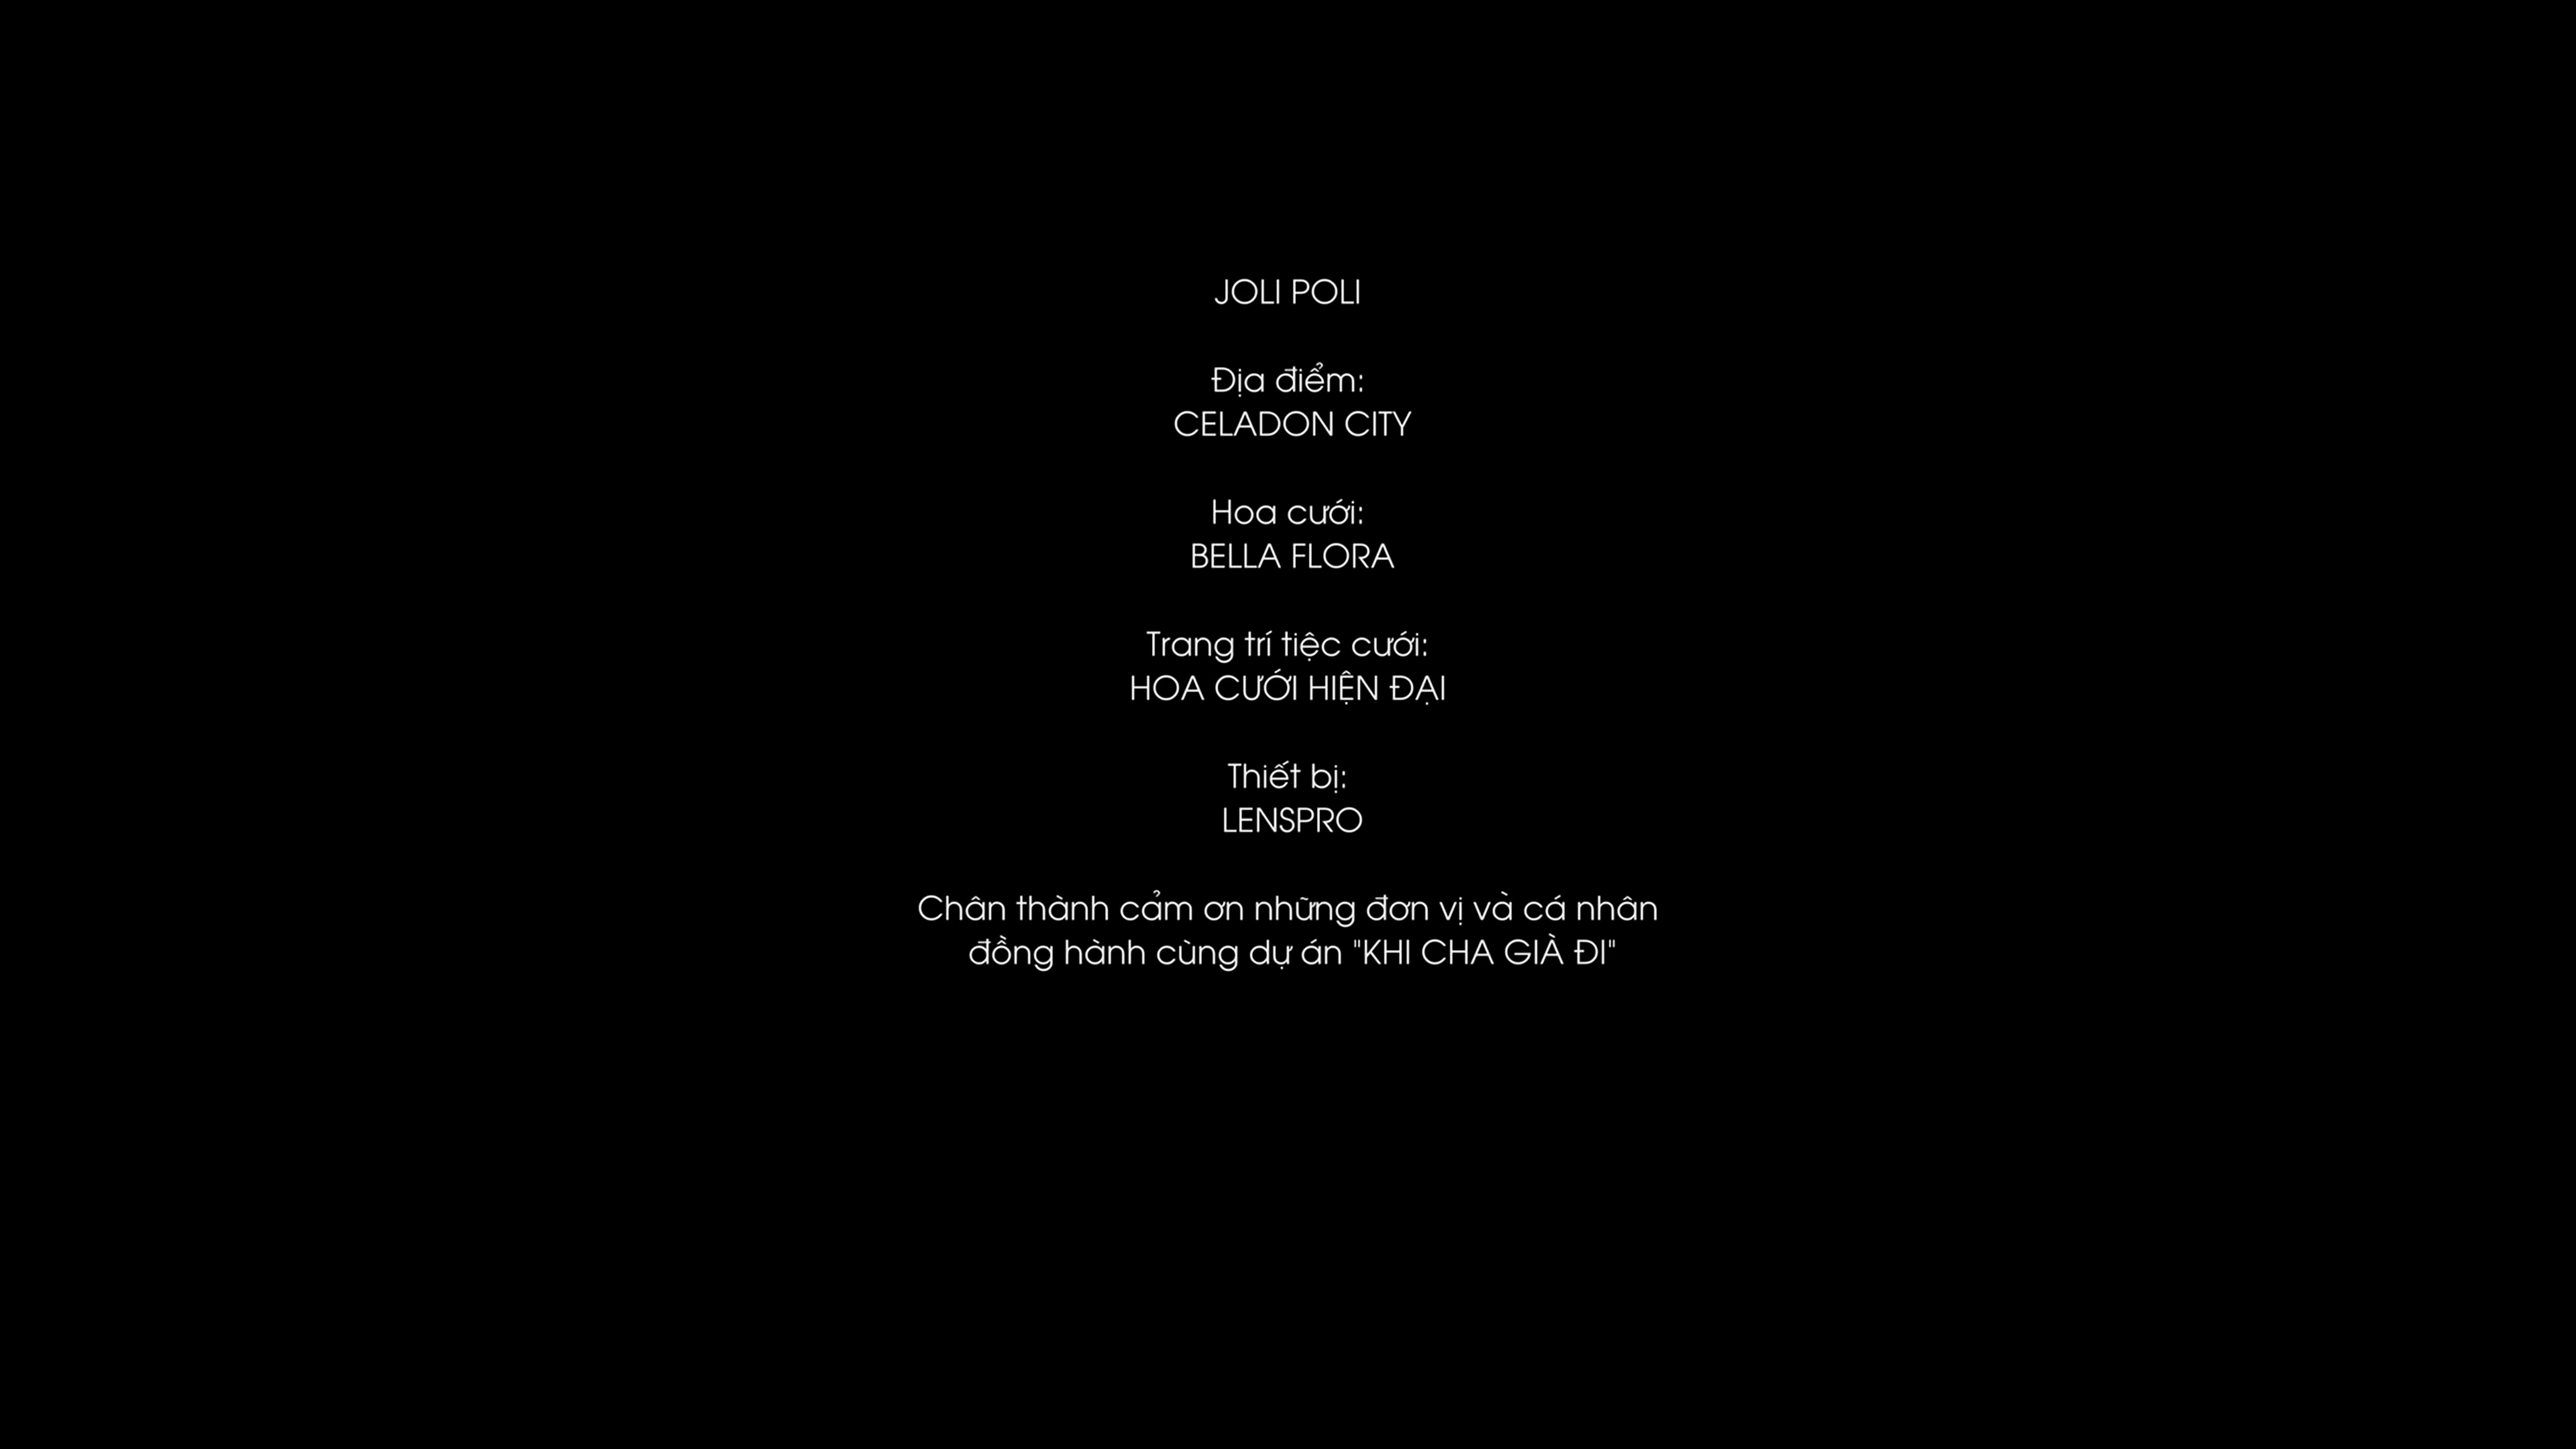 JOLI POLI
Địa điểm:
CELADON CITY
Hoa cưới:
BELLA FLORA
Trang trí tiệc cưới:
HOA CƯỚI HIỆN ĐẠI
Thiết bị:
LENSPRO
Chân thành cảm ơn những đơn vị và cá nhân
đồng hành cùng dự án "KHI CHA GIÀ ĐI"